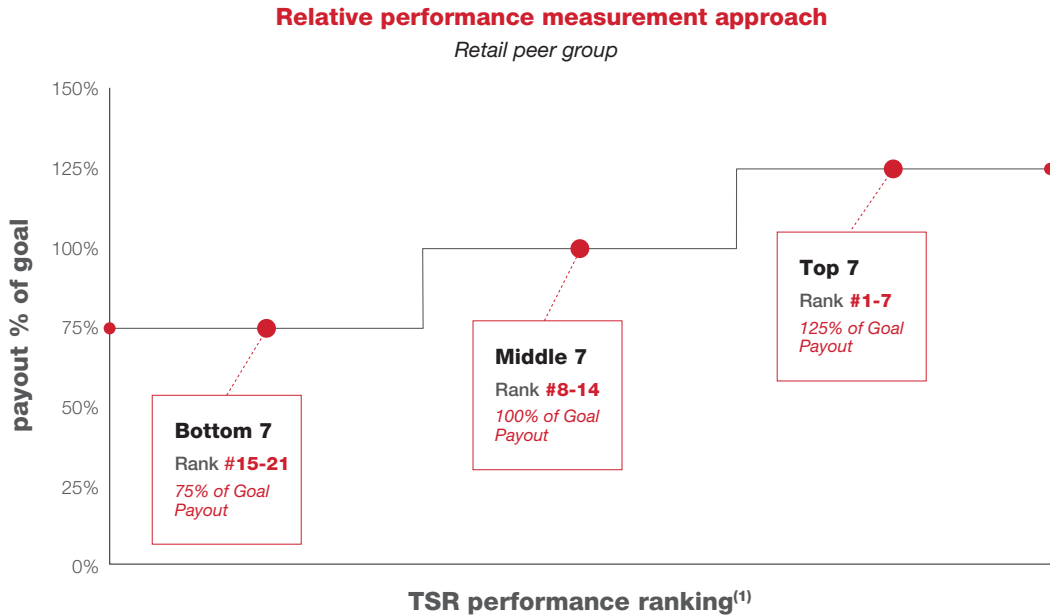 Relative performance measurement approach
Retail peer group
150%
125%
100%
75%
50%
25%
0%
payout % of goal
Bottom 7
Rank #15-21
75% of Goal
Payout
Middle 7
Rank #8-14
100% of Goal
Payout
Top 7
Rank #1-7
125% of Goal
Payout
TSR performance ranking(1)